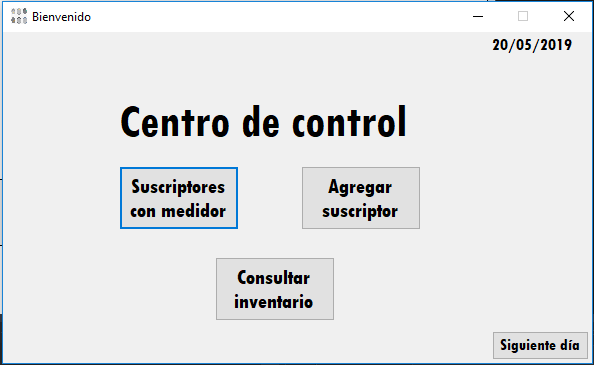 Bienvenido
20/05/2019
Centro de control
Suscriptores
con medidor
Agregar
suscriptor
Consultar
inventario
Siguiente día